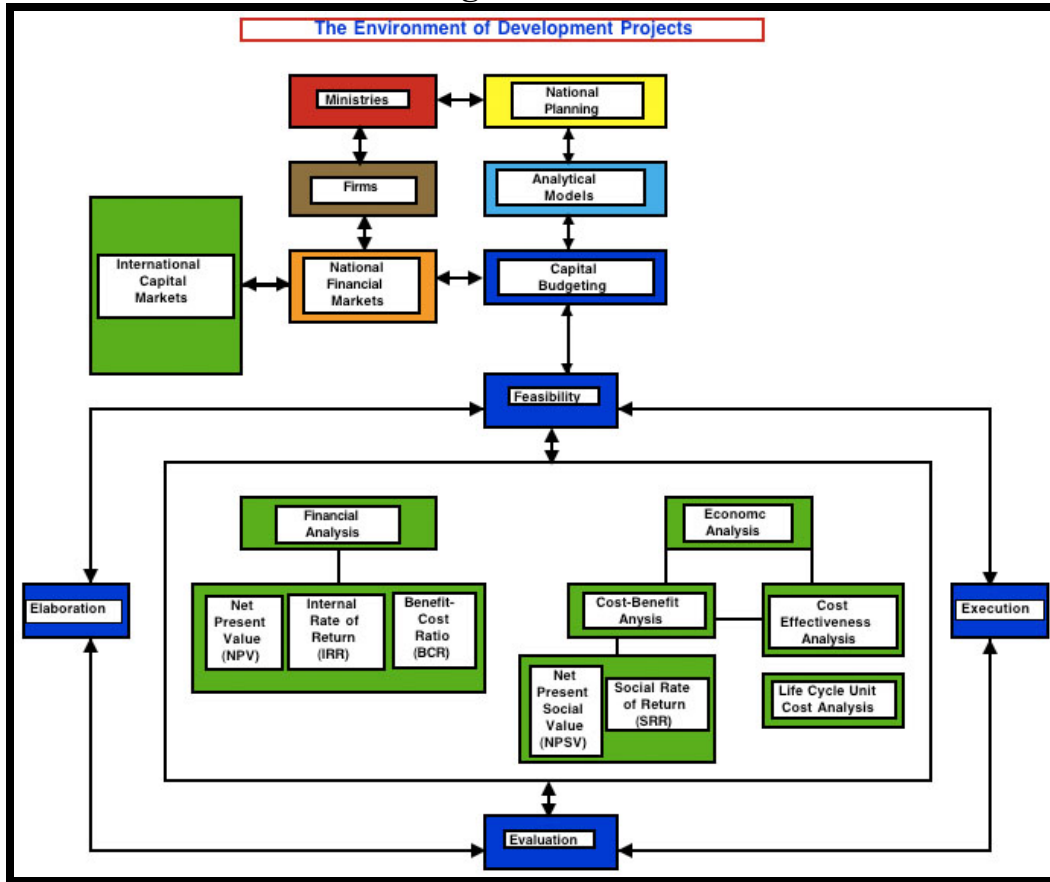 The Environment of Development Projects
Ministries
National
Planning
Firms
Analytical
Models
International
Capital
Markets
National
Financial
Markets
Capital
Budgeting
Feasibility
Financial
Analysis
Economc
Analysis
Elaboration
Net
Present
Value
(NPV)
Internal
Rate of
Return
(IRR)
Benefit-
Cost
Ratio
(BCR)
Cost-Benefit
Anysis
Cost
Effectiveness
Analysis
Execution
Net
Present
Social
Value
(NPSV)
Social Rate
of Return
(SRR)
Life Cycle Unit
Cost Analysis
Evaluation